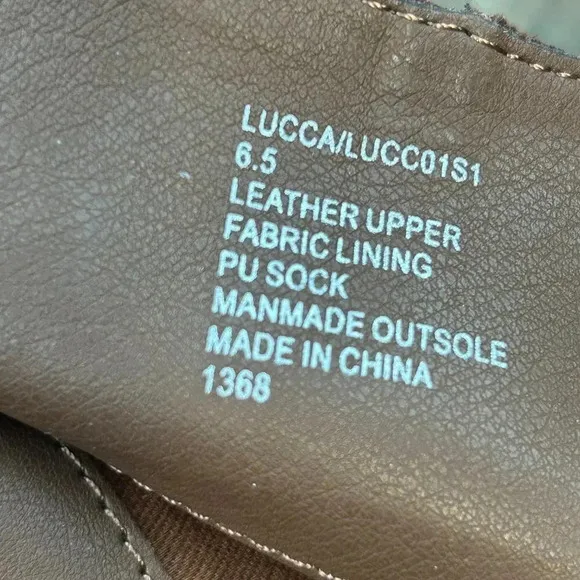 LUCCA/LUCC01S1
6.5
LEATHER UPPER
FABRIC LINING
PU SOCK
MANMADE OUTSOLE
MADE IN CHINA
1368